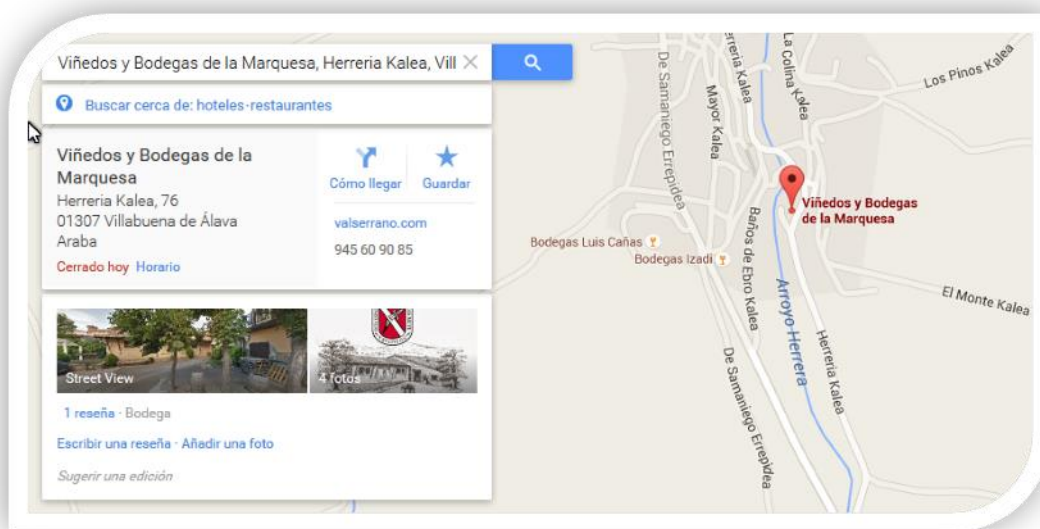 Viñedos y Bodegas de la Marquesa, Herreria Kalea, Vill
Buscar cerca de: hoteles·restaurantes
Viñedos y Bodegas de la
Marquesa
Herreria Kalea, 76
01307 Villabuena de Álava
Araba
Cerrado hoy Horario
Cómo llegar Guardar
valserrano.com
945 60 90 85
Street View
4 fotos
1 reseña · Bodega
Escribir una reseña · Añadir una foto
Sugerir una edición
De Samaniego Errepidea
Mayor Kalea
Herreria Kalea
La Colina Kalea
Los Pinos Kalea
Viñedos y Bodegas
de la Marquesa
Bodegas Luis Cañas
Bodegas Izadi
Baños de Ebro Kalea
Arroyo Herrera
El Monte Kalea
Herreria Kalea
De Samaniego Errepidea